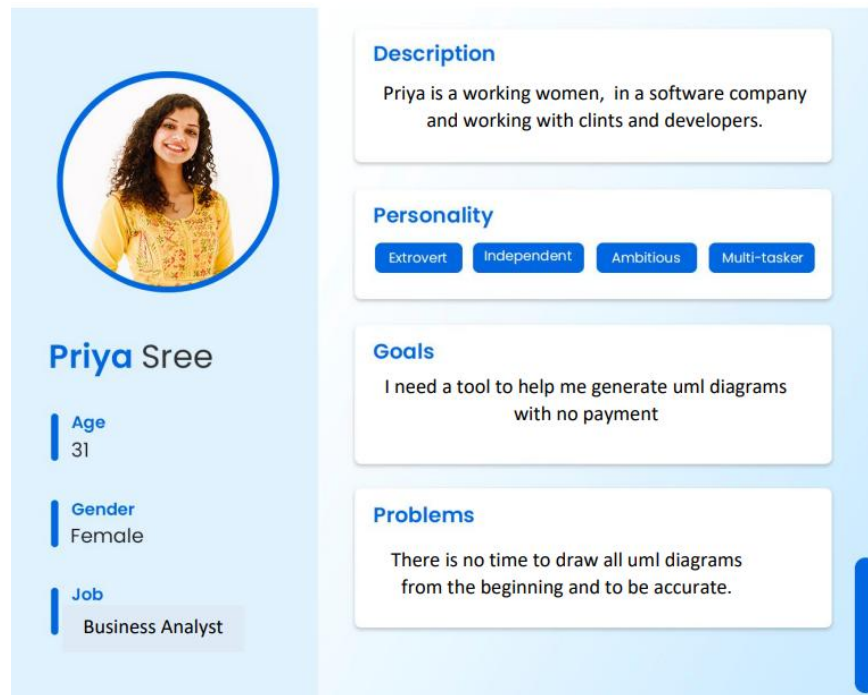 Priya Sree
Age
31
Gender
Female
Job
Business Analyst
Description
Priya is a working women, in a software company
and working with clints and developers.
Personality
Extrovert Independent Ambitious Multi-tasker
Goals
I need a tool to help me generate uml diagrams
with no payment
Problems
There is no time to draw all uml diagrams
from the beginning and to be accurate.